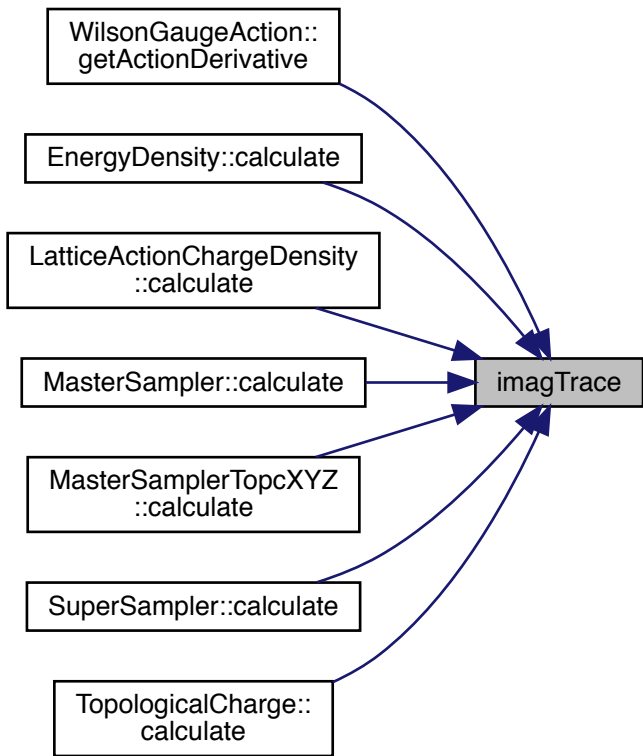 WilsonGaugeAction::
getActionDerivative
EnergyDensity::calculate
LatticeActionChargeDensity
::calculate
MasterSampler::calculate
imagTrace
MasterSamplerTopcXYZ
::calculate
SuperSampler::calculate
TopologicalCharge::
calculate